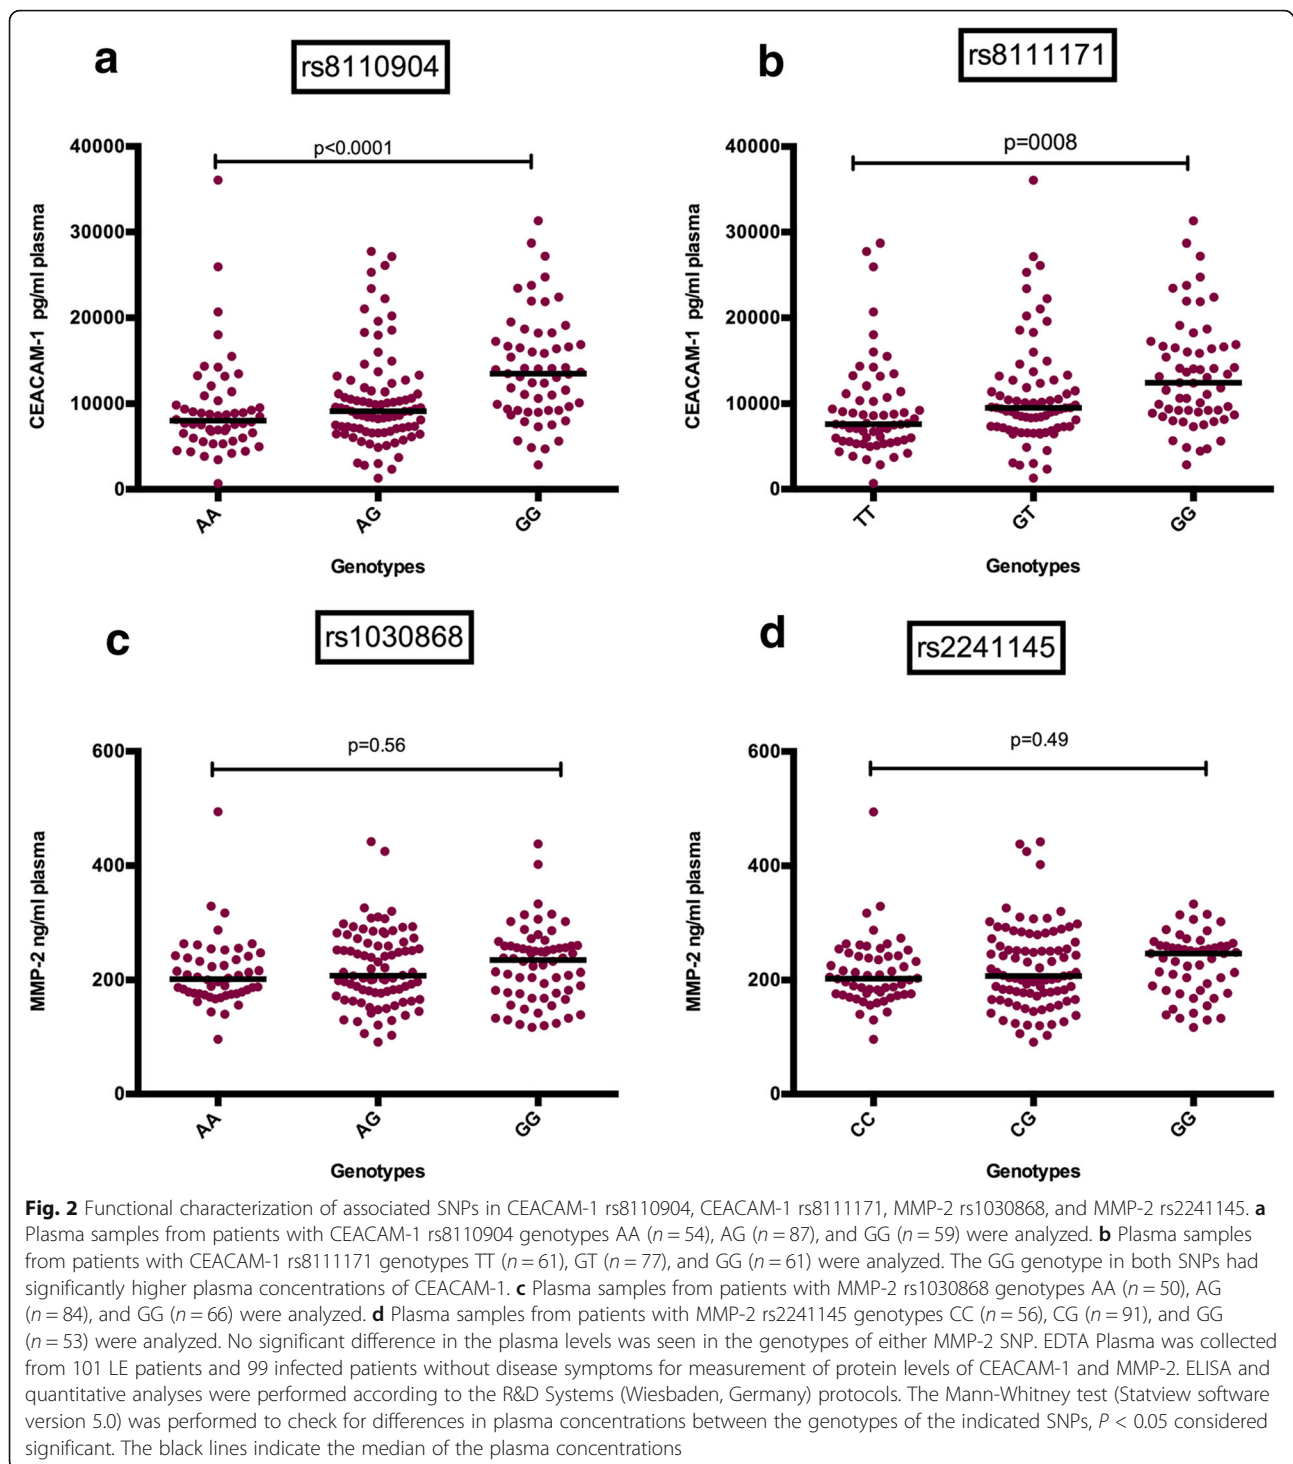 a
rs8110904
40000
30000
20000
10000
0
CEACAM-1 pg/ml plasma
p<0.0001
AA
AG
GG
Genotypes
b
rs8111171
40000
30000
20000
10000
0
CEACAM-1 pg/ml plasma
p=0008
TT
GT
GG
Genotypes
c
rs1030868
600
400
200
0
MMP-2 ng/ml plasma
p=0.56
AA
AG
GG
Genotypes
d
rs2241145
600
400
200
0
MMP-2 ng/ml plasma
p=0.49
CC
CG
GG
Genotypes
Fig. 2 Functional characterization of associated SNPs in CEACAM-1 rs8110904, CEACAM-1 rs8111171, MMP-2 rs1030868, and MMP-2 rs2241145. a
Plasma samples from patients with CEACAM-1 rs8110904 genotypes AA (n = 54), AG (n = 87), and GG (n = 59) were analyzed. b Plasma samples
from patients with CEACAM-1 rs8111171 genotypes TT (n = 61), GT (n = 77), and GG (n = 61) were analyzed. The GG genotype in both SNPs had
significantly higher plasma concentrations of CEACAM-1. c Plasma samples from patients with MMP-2 rs1030868 genotypes AA (n = 50), AG
(n = 84), and GG (n = 66) were analyzed. d Plasma samples from patients with MMP-2 rs2241145 genotypes CC (n = 56), CG (n = 91), and GG
(n = 53) were analyzed. No significant difference in the plasma levels was seen in the genotypes of either MMP-2 SNP. EDTA Plasma was collected
from 101 LE patients and 99 infected patients without disease symptoms for measurement of protein levels of CEACAM-1 and MMP-2. ELISA and
quantitative analyses were performed according to the R&D Systems (Wiesbaden, Germany) protocols. The Mann-Whitney test (Statview software
version 5.0) was performed to check for differences in plasma concentrations between the genotypes of the indicated SNPs, P < 0.05 considered
significant. The black lines indicate the median of the plasma concentrations